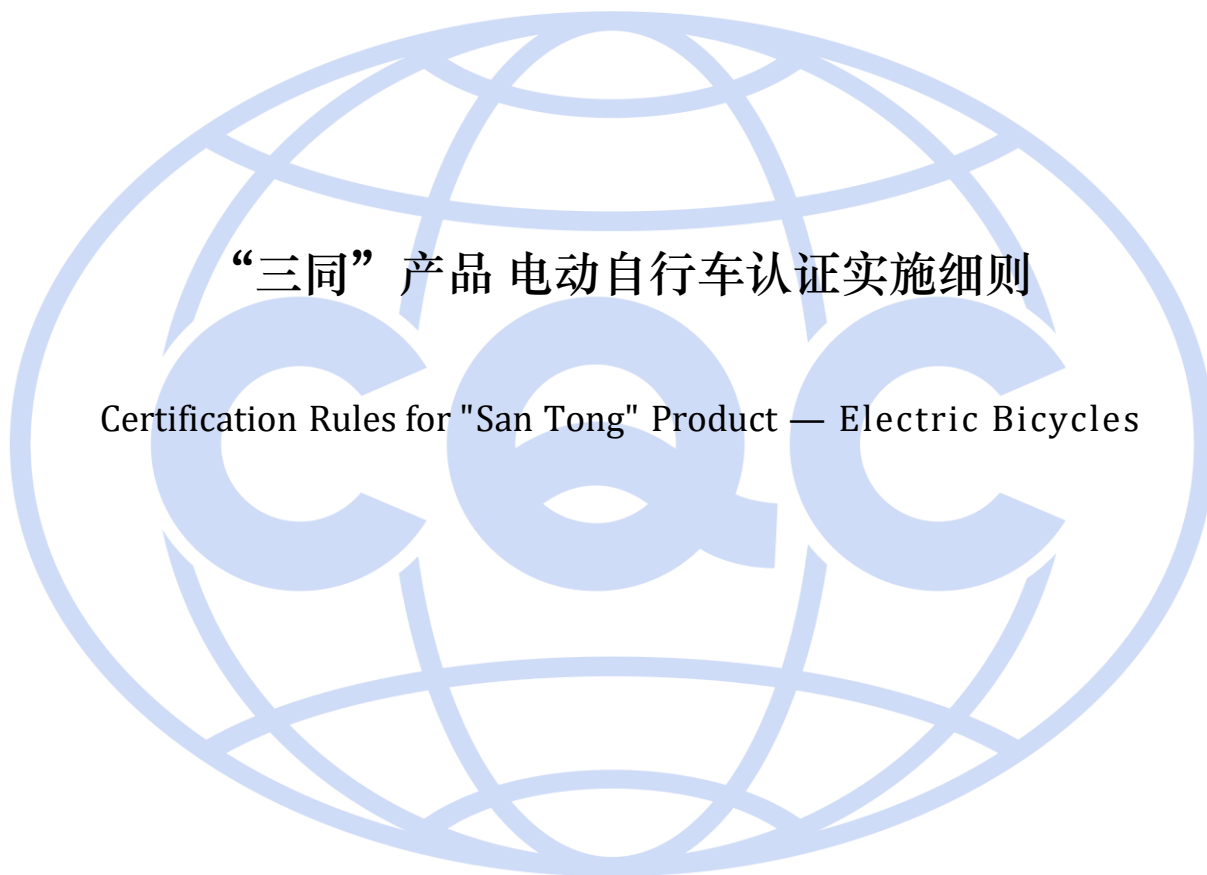 “三同”产品 电动自行车认证实施细则
CQC
Certification Rules for "San Tong" Product — Electric Bicycles